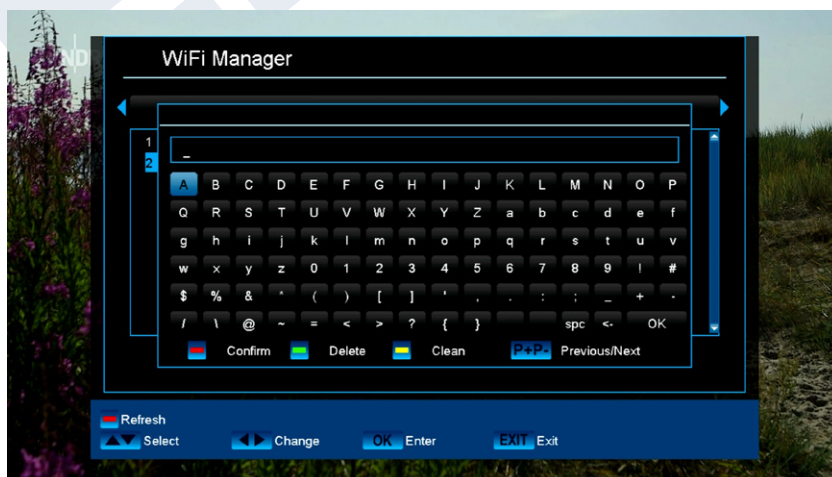 ND
WiFi Manager
1
2
_
A B C D E F G H I J K L M N O P
Q R S T U V W X Y Z a b c d e f
g h i j k l m n o p q r s t u v
w x y z 0 1 2 3 4 5 6 7 8 9 ! #
$ % & * ( ) [ ] ' , . : ; _ + -
/ \ @ ~ = < > ? { } spc <- OK
Confirm Delete Clean P+P- Previous/Next
Refresh
Select Change OK Enter EXIT Exit